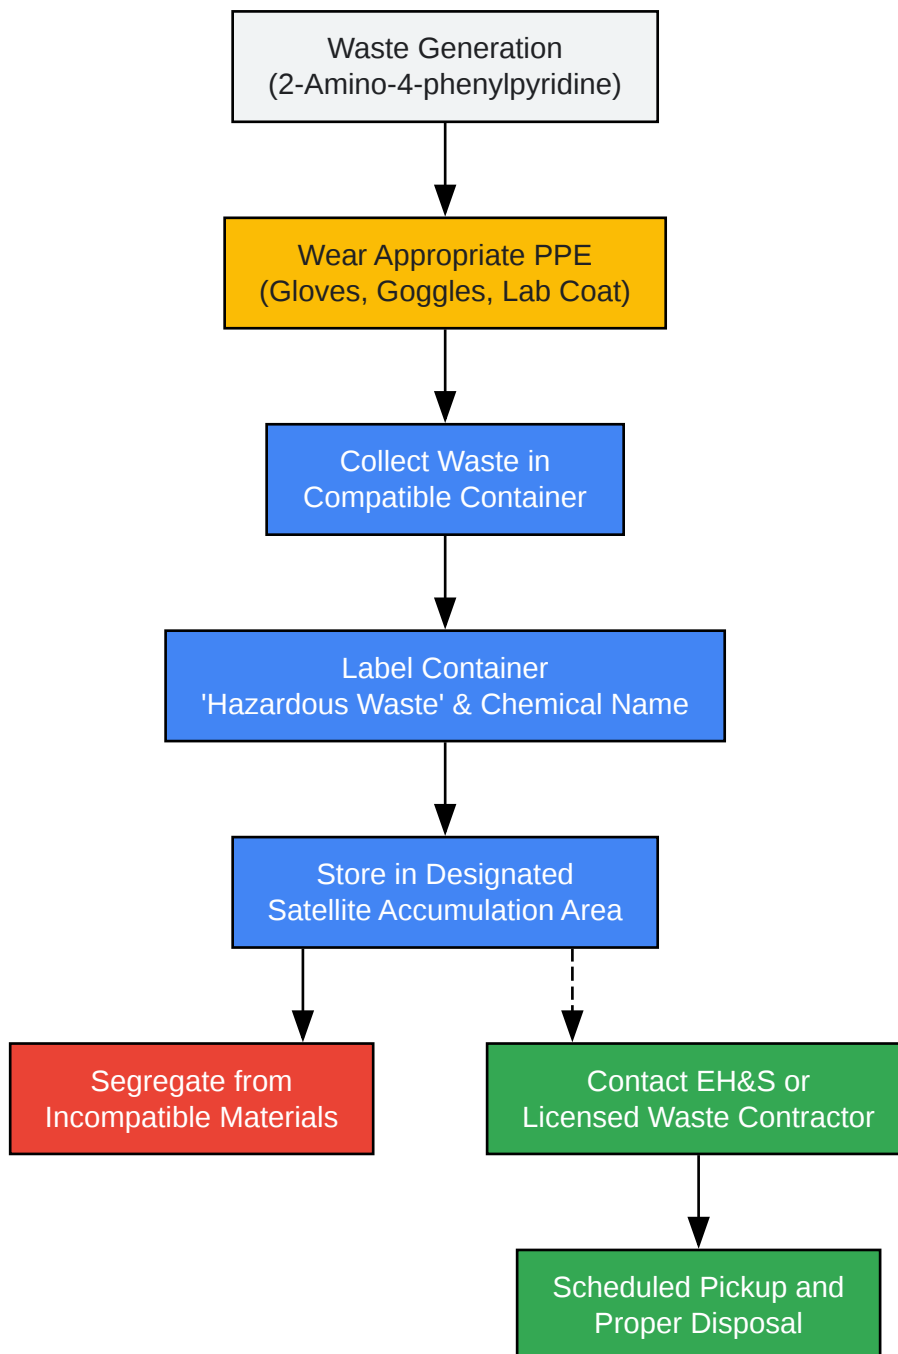 Waste Generation
(2-Amino-4-phenylpyridine)
Wear Appropriate PPE
(Gloves, Goggles, Lab Coat)
Collect Waste in
Compatible Container
Label Container
'Hazardous Waste' & Chemical Name
Store in Designated
Satellite Accumulation Area
Segregate from
Incompatible Materials
Contact EH&S or
Licensed Waste Contractor
Scheduled Pickup and
Proper Disposal